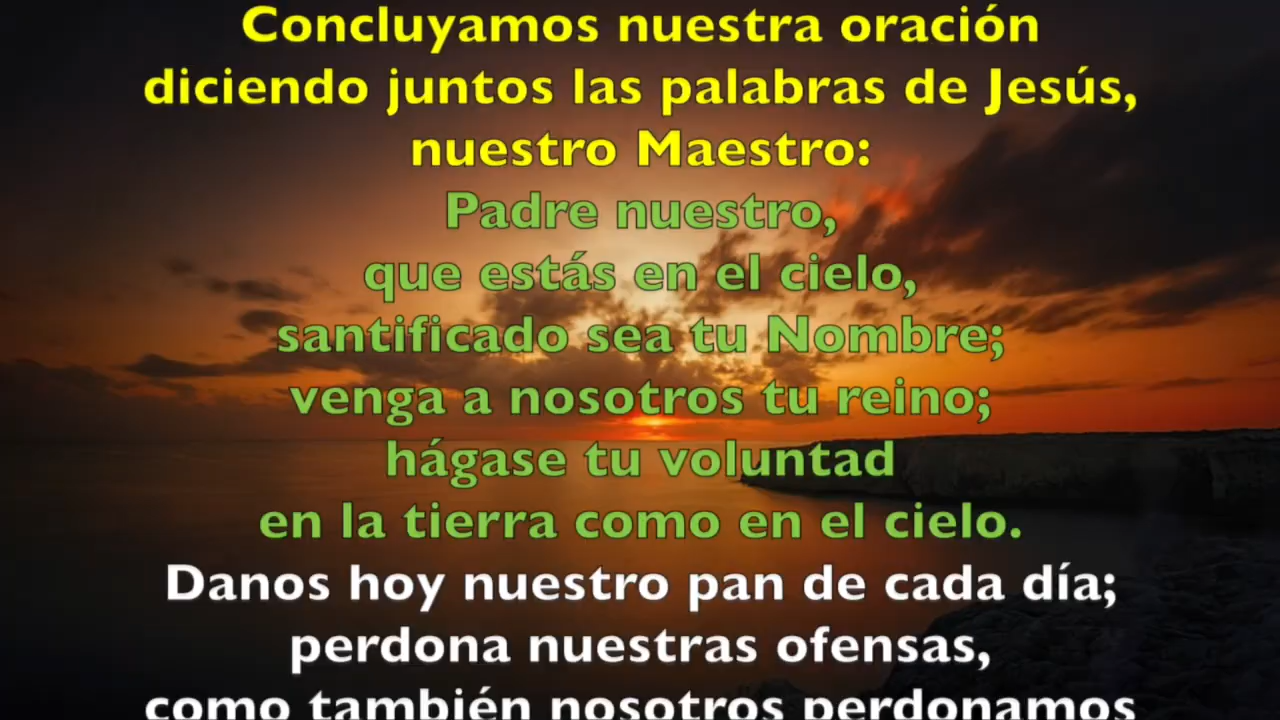 Concluyamos nuestra oración
diciendo juntos las palabras de Jesús,
nuestro Maestro:
Padre nuestro,
que estás en el cielo,
santificado sea tu Nombre;
venga a nosotros tu reino;
hágase tu voluntad
en la tierra como en el cielo.
Danos hoy nuestro pan de cada día;
perdona nuestras ofensas,
como también nosotros perdonamos